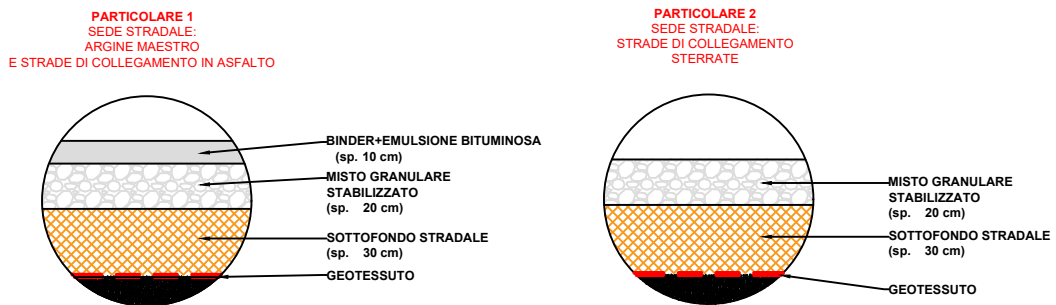 PARTICOLARE 1
SEDE STRADALE:
ARGINE MAESTRO
E STRADE DI COLLEGAMENTO IN ASFALTO
BINDER+EMULSIONE BITUMINOSA
(sp. 10 cm)
MISTO GRANULARE
STABILIZZATO
(sp. 20 cm)
SOTTOFONDO STRADALE
(sp. 30 cm)
GEOTESSUTO
PARTICOLARE 2
SEDE STRADALE:
STRADE DI COLLEGAMENTO
STERRATE
MISTO GRANULARE
STABILIZZATO
(sp. 20 cm)
SOTTOFONDO STRADALE
(sp. 30 cm)
GEOTESSUTO